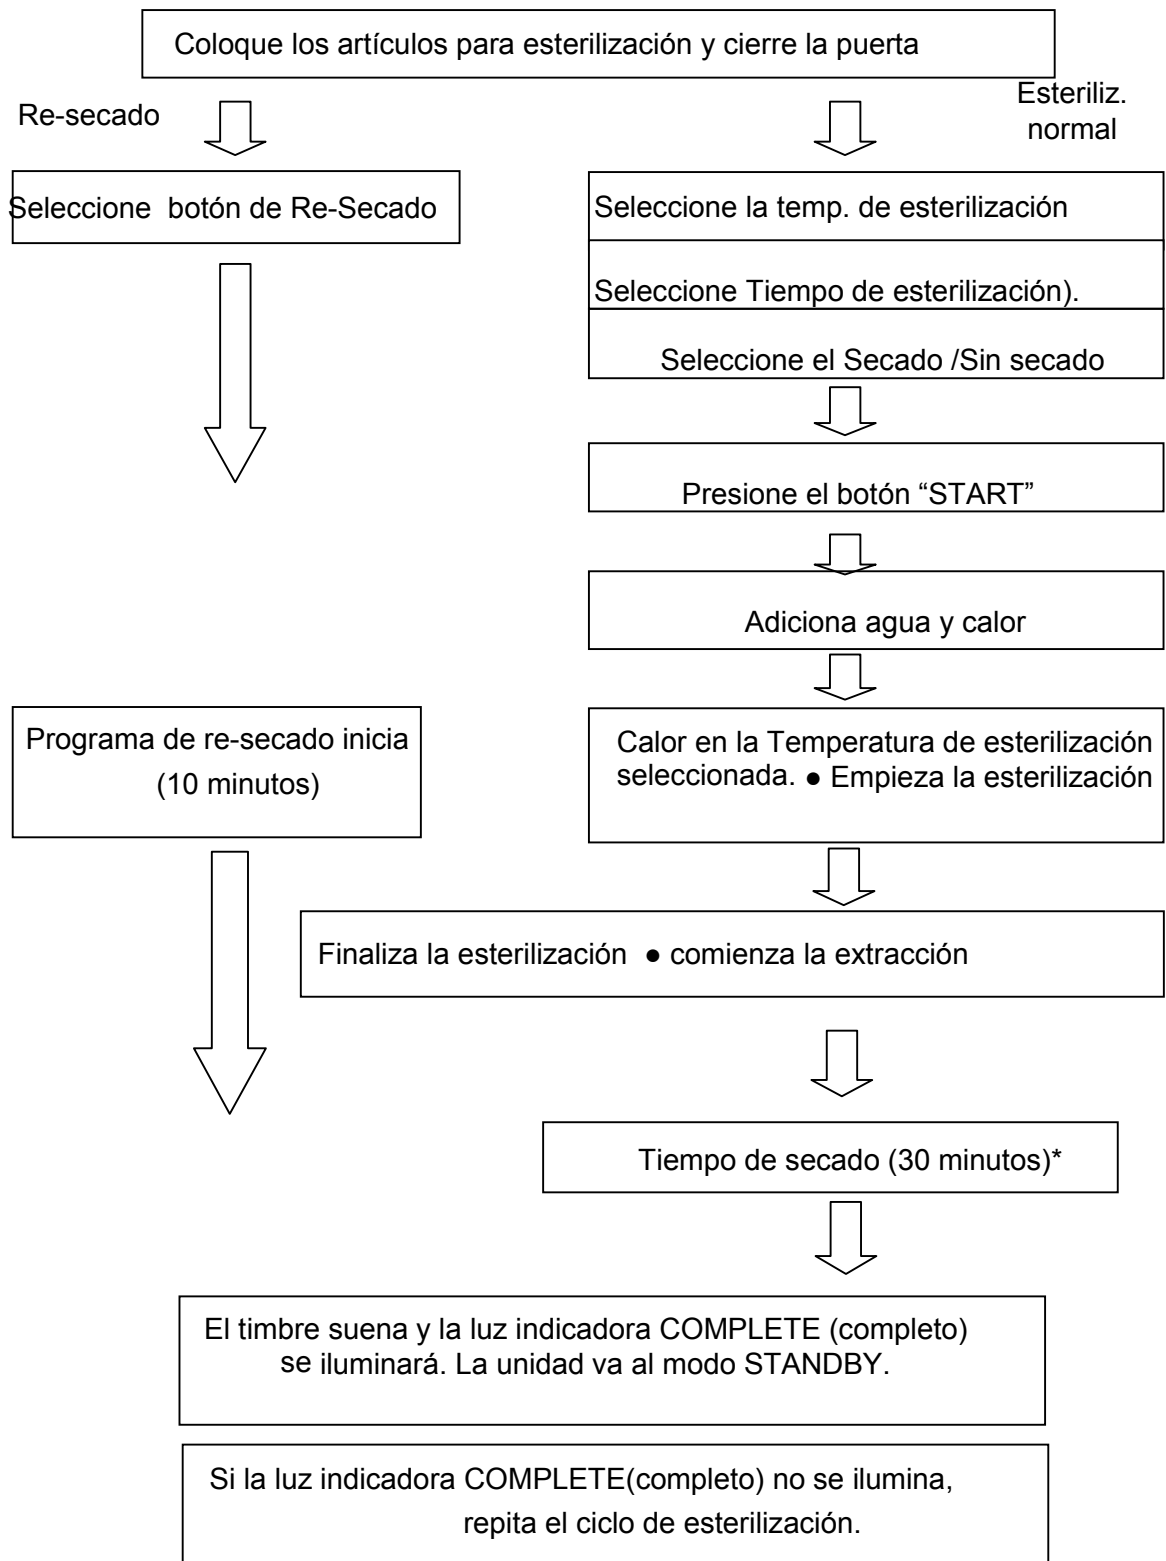 Coloque los artículos para esterilización y cierre la puerta
Re-secado
Esteriliz.
normal
Seleccione botón de Re-Secado
Seleccione la temp. de esterilización
Seleccione Tiempo de esterilización).
Seleccione el Secado /Sin secado
Presione el botón “START”
Adiciona agua y calor
Programa de re-secado inicia
(10 minutos)
Calor en la Temperatura de esterilización
seleccionada. ● Empieza la esterilización
Finaliza la esterilización ● comienza la extracción
Tiempo de secado (30 minutos)*
El timbre suena y la luz indicadora COMPLETE (completo)
se iluminará. La unidad va al modo STANDBY.
Si la luz indicadora COMPLETE(completo) no se ilumina,
repita el ciclo de esterilización.